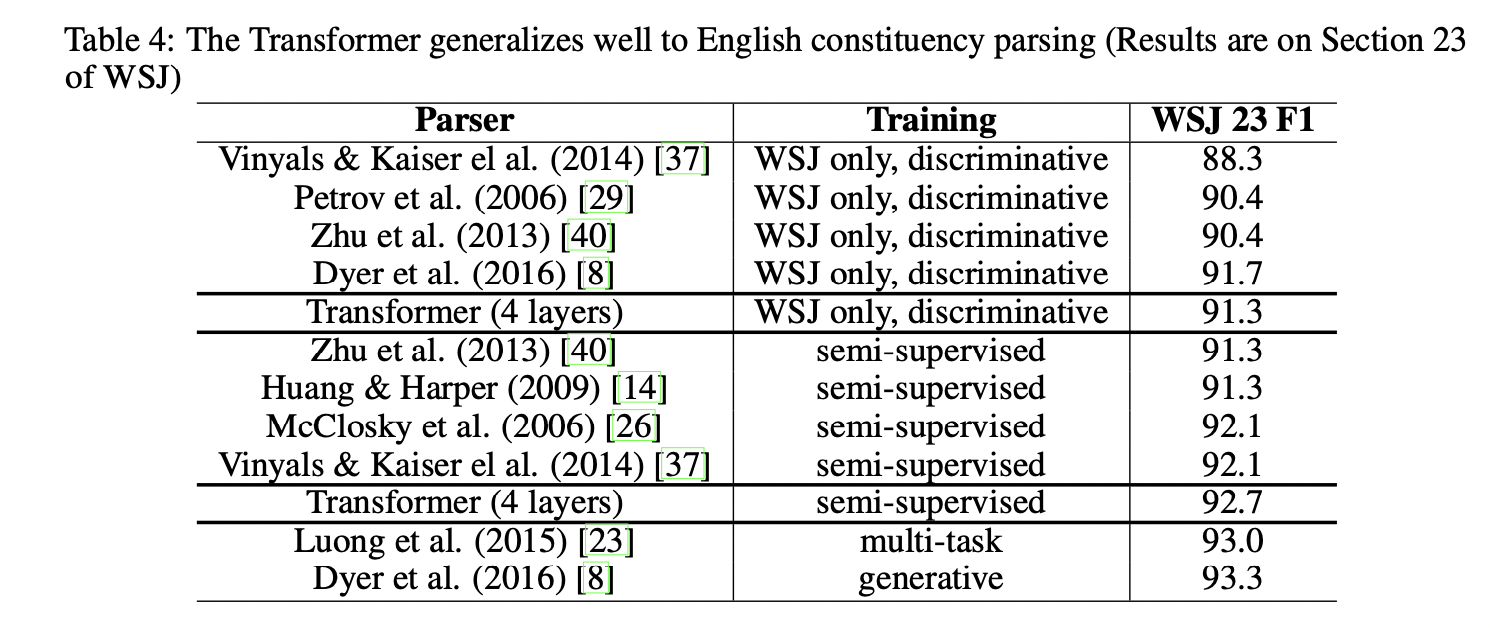 Table 4: The Transformer generalizes well to English constituency parsing (Results are on Section 23
of WSJ)
Parser Training WSJ 23 F1
Vinyals & Kaiser el al. (2014) [37] WSJ only, discriminative 88.3
Petrov et al. (2006) [29] WSJ only, discriminative 90.4
Zhu et al. (2013) [40] WSJ only, discriminative 90.4
Dyer et al. (2016) [8] WSJ only, discriminative 91.7
Transformer (4 layers) WSJ only, discriminative 91.3
Zhu et al. (2013) [40] semi-supervised 91.3
Huang & Harper (2009) [14] semi-supervised 91.3
McClosky et al. (2006) [26] semi-supervised 92.1
Vinyals & Kaiser el al. (2014) [37] semi-supervised 92.1
Transformer (4 layers) semi-supervised 92.7
Luong et al. (2015) [23] multi-task 93.0
Dyer et al. (2016) [8] generative 93.3